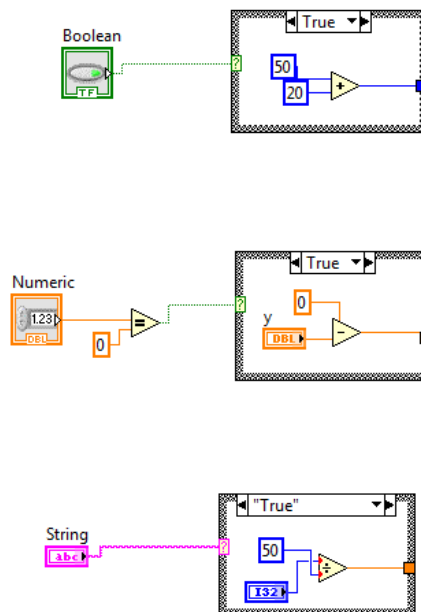 True
Boolean
?
TF
50
20
+
True
Numeric
?
0
1.23
=
y
DBL
0
DBL
-
"True"
String
?
50
abc
÷
I32